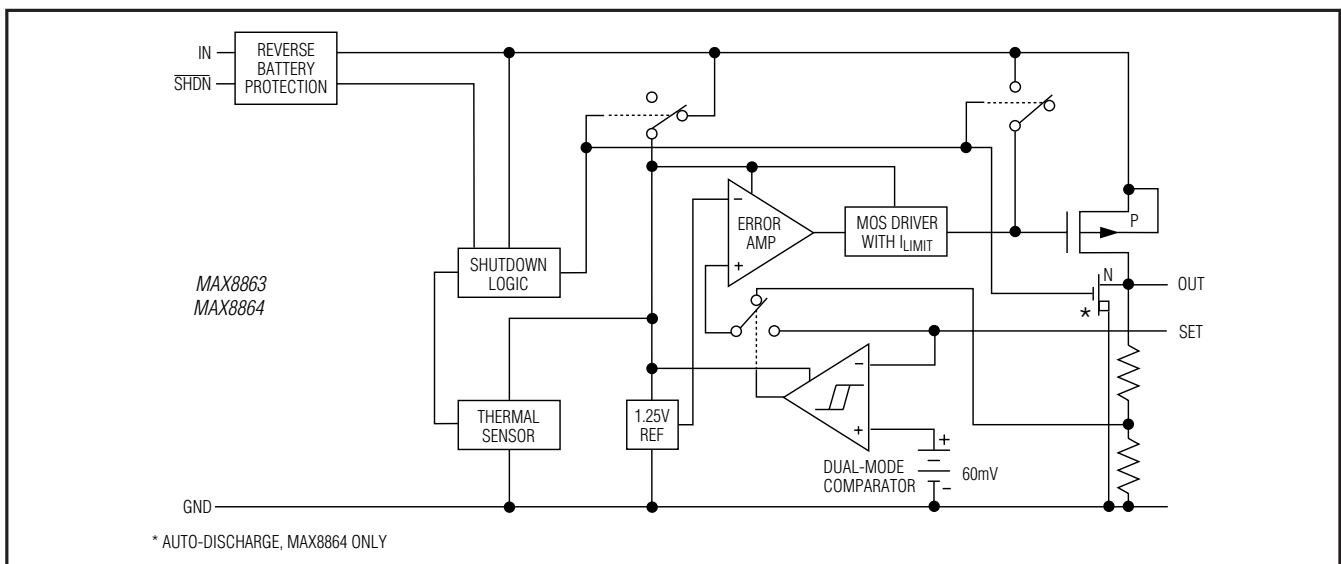 IN
REVERSE
BATTERY
PROTECTION
SHDN
P
−
ERROR
AMP
+
MOS DRIVER
WITH ILIMIT
SHUTDOWN
LOGIC
MAX8863
MAX8864
N
OUT
*
SET
−
+
THERMAL
SENSOR
1.25V
REF
DUAL-MODE
COMPARATOR
+
60mV
−
GND
* AUTO-DISCHARGE, MAX8864 ONLY